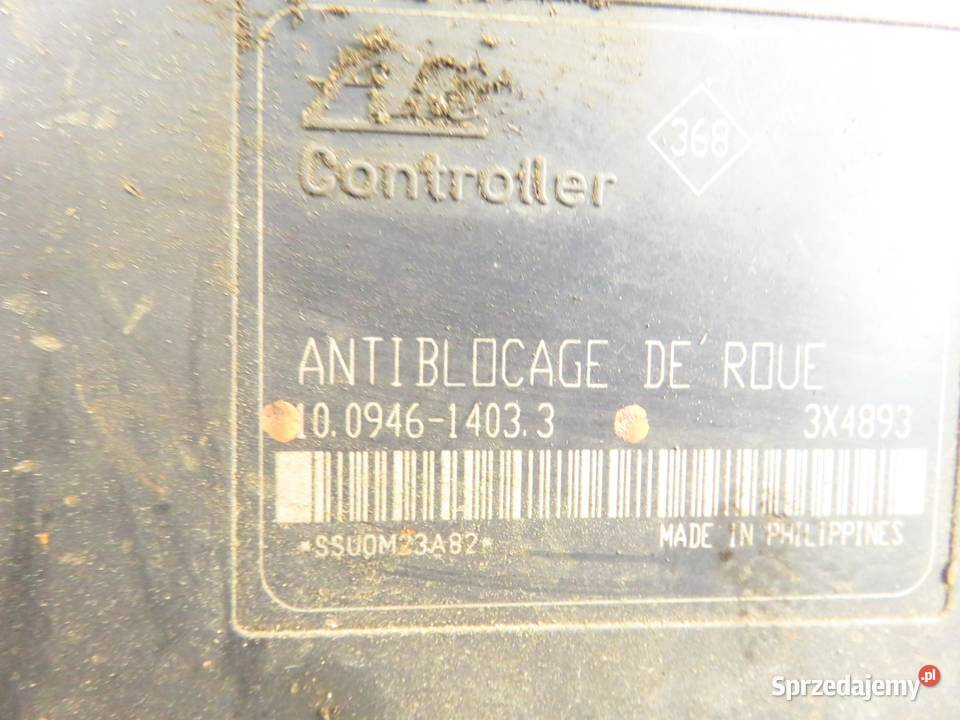 Controller
368
ANTIBLOCAGE DE ROUE
10.0946-1403.3 3X4893
*SSU0M23A82*
MADE IN PHILIPPINES
Sprzedajemy.pl